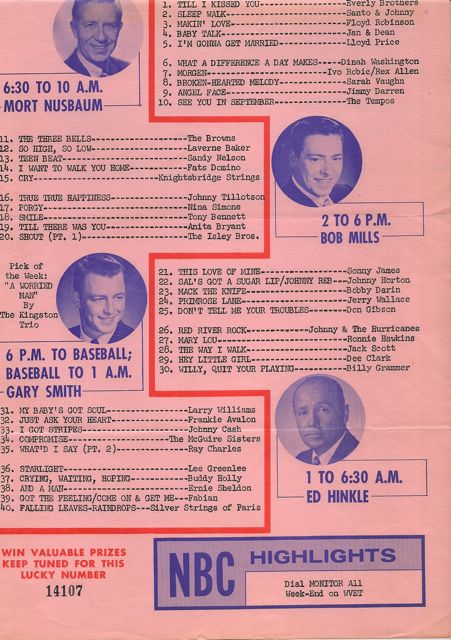 1. TILL I KISSED YOU----------Everly Brothers
2. SLEEP WALK----------Santo & Johnny
3. MAKIN' LOVE----------Floyd Robinson
4. BABY TALK----------Jan & Dean
5. I'M GONNA GET MARRIED----------Lloyd Price
6. WHAT A DIFFERENCE A DAY MAKES----Dinah Washington
7. MORGEN----------Ivo Robic/Rex Allen
8. BROKEN-HEARTED MELODY----------Sarah Vaughn
9. ANGEL FACE----------Jimmy Darren
10. SEE YOU IN SEPTEMBER----------The Tempos
6:30 TO 10 A.M.
MORT NUSBAUM
11. THE THREE BELLS----------The Browns
12. SO HIGH, SO LOW----------Laverne Baker
13. TEEN BEAT----------Sandy Nelson
14. I WANT TO WALK YOU HOME--------Fats Domino
15. CRY----------Knightsbridge Strings
16. TRUE TRUE HAPPINESS--------Johnny Tillotson
17. PORGY----------Nina Simone
18. SMILE----------Tony Bennett
19. TILL THERE WAS YOU----------Anita Bryant
20. SHOUT (PT. 1)----------The Isley Bros.
2 TO 6 P.M.
BOB MILLS
Pick of
the Week:
"A WORRIED
MAN" By
The Kingston
Trio
6 P.M. TO BASEBALL;
BASEBALL TO 1 A.M.
GARY SMITH
21. THIS LOVE OF MINE----------Sonny James
22. SAL'S GOT A SUGAR LIP/JOHNNY REB---Johnny Horton
23. MACK THE KNIFE----------Bobby Darin
24. PRIMROSE LANE----------Jerry Wallace
25. DON'T TELL ME YOUR TROUBLES------Don Gibson
26. RED RIVER ROCK--------Johnny & The Hurricanes
27. MARY LOU----------Ronnie Hawkins
28. THE WAY I WALK----------Jack Scott
29. HEY LITTLE GIRL----------Dee Clark
30. WILLY, QUIT YOUR PLAYING--------Billy Grammer
31. MY BABY'S GOT SOUL----------Larry Williams
32. JUST ASK YOUR HEART--------Frankie Avalon
33. I GOT STRIPES----------Johnny Cash
34. COMPROMISE----------The McGuire Sisters
35. WHAT'D I SAY (PT. 2)----------Ray Charles
36. STARLIGHT----------Lee Greenlee
37. CRYING, WAITING, HOPING--------Buddy Holly
38. AND A MAN----------Ernie Sheldon
39. GOT THE FEELING/COME ON & GET ME---Fabian
40. FALLING LEAVES-RAINDROPS---Silver Strings of Paris
1 TO 6:30 A.M.
ED HINKLE
WIN VALUABLE PRIZES
KEEP TUNED FOR THIS
LUCKY NUMBER
14107
NBC HIGHLIGHTS
Dial MONITOR All
Week-End on WVET